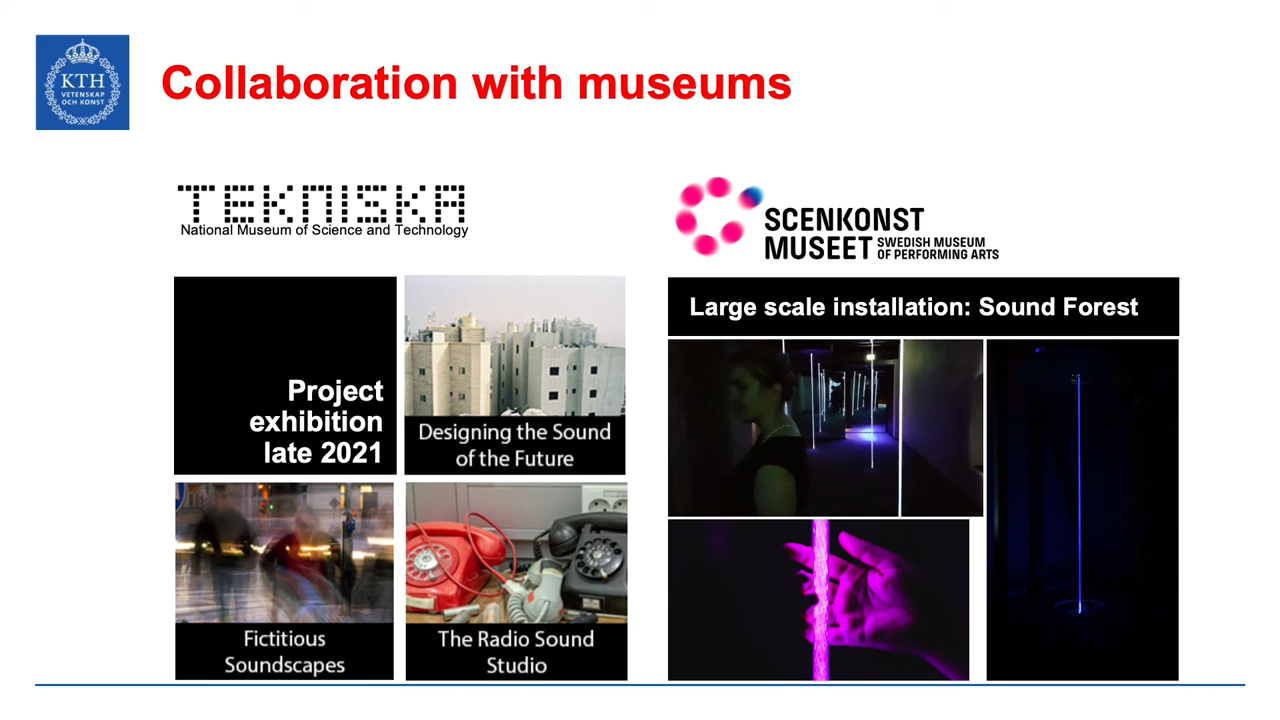 KTH
VETENSKAP
OCH KONST
Collaboration with museums
TEKNISKA
National Museum of Science and Technology
SCENKONST
MUSEET SWEDISH MUSEUM
OF PERFORMING ARTS
Project
exhibition
late 2021
Designing the Sound
of the Future
Fictitious
Soundscapes
The Radio Sound
Studio
Large scale installation: Sound Forest